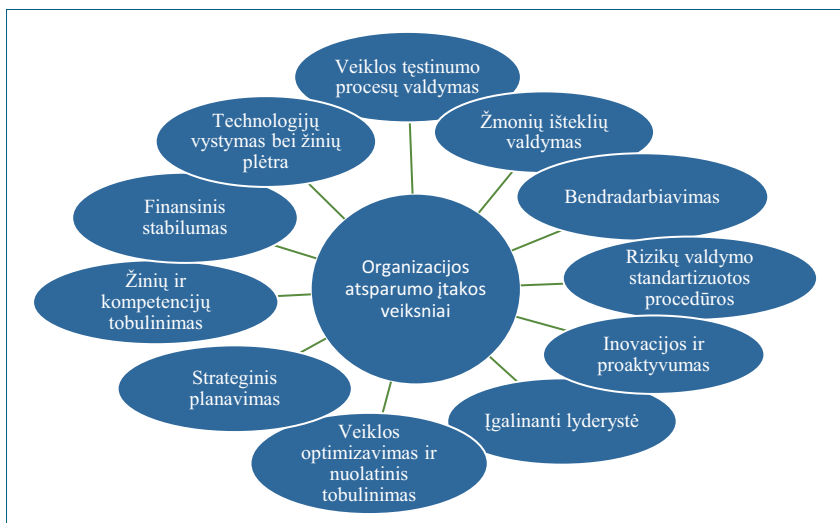 Veiklos tęstinumo
procesų valdymas
Žmonių išteklių
valdymas
Bendradarbiavimas
Rizikų valdymo
standartizuotos
procedūros
Inovacijos ir
proaktyvumas
Įgalinanti lyderystė
Veiklos
optimizavimas ir
nuolatinis
tobulinimas
Strateginis
planavimas
Žinių ir
kompetencijų
tobulinimas
Finansinis
stabilumas
Technologijų
vystymas bei žinių
plėtra
Organizacijos
atsparumo įtakos
veiksniai